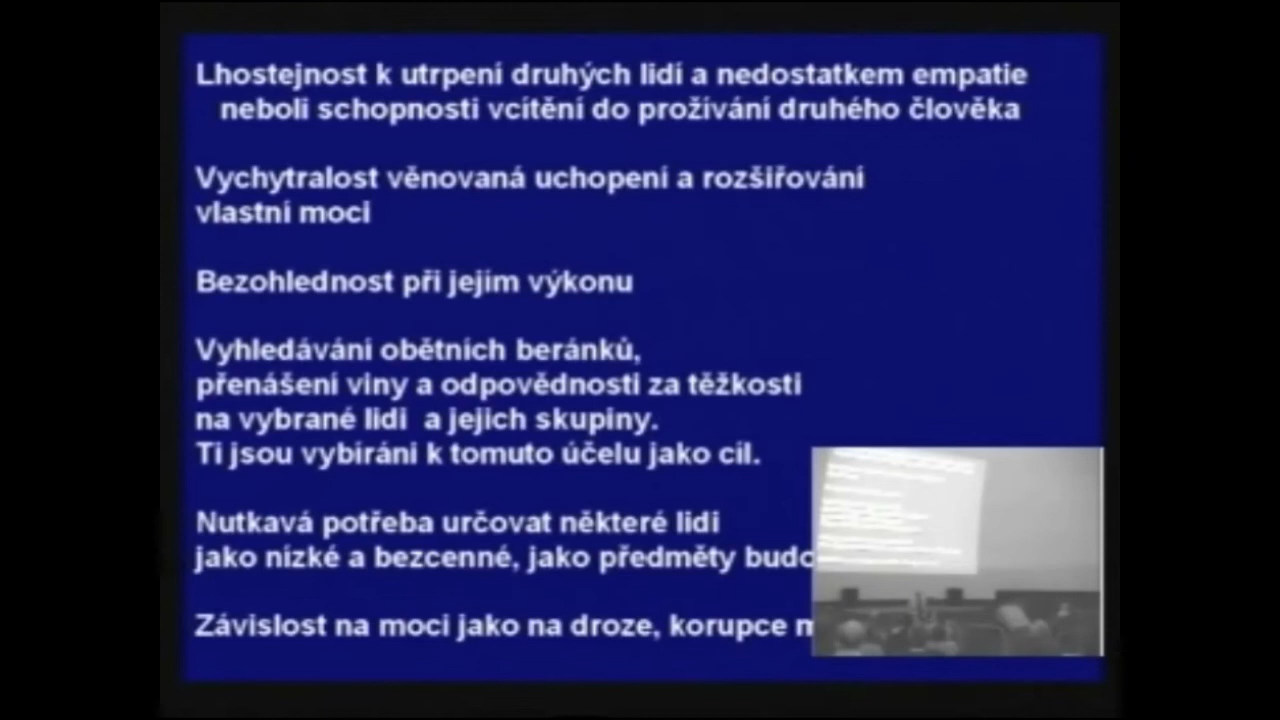 Lhostejnost k utrpení druhých lidí a nedostatkem empatie
neboli schopnosti vcítění do prožívání druhého člověka
Vychytralost věnovaná uchopení a rozšiřování
vlastní moci
Bezohlednost při jejím výkonu
Vyhledávání obětních beránků,
přenášení viny a odpovědnosti za těžkosti
na vybrané lidi a jejich skupiny.
Ti jsou vybíráni k tomuto účelu jako cíl.
Nutkavá potřeba určovat některé lidi
jako nízké a bezcenné, jako předměty
Závislost na moci jako na droze, korupce